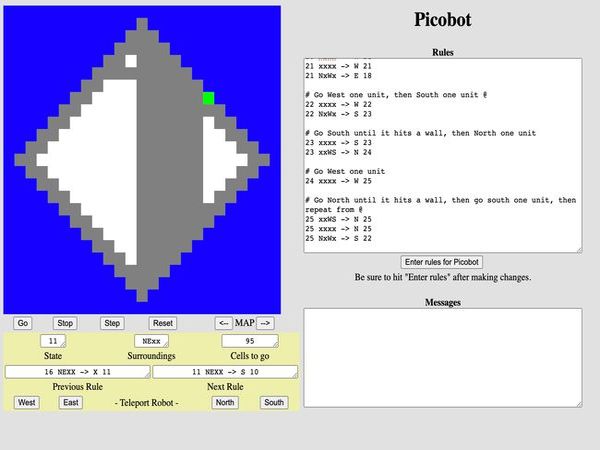 Picobot
Rules
21 xxxx -> W 21
21 NxWx -> E 18
# Go West one unit, then South one unit @
22 xxxx -> W 22
22 NxWx -> S 23
# Go South until it hits a wall, then North one unit
23 xxxx -> S 23
23 xxWS -> N 24
# Go West one unit
24 xxxx -> W 25
# Go North until it hits a wall, then go south one unit, then
repeat from @
25 xxWS -> N 25
25 xxxx -> N 25
25 NxWx -> S 22
Enter rules for Picobot
Be sure to hit "Enter rules" after making changes.
Messages
Go Stop Step Reset <-- MAP -->
11 NExx 95
State Surroundings Cells to go
16 NEXX -> X 11 11 NEXX -> S 10
Previous Rule Next Rule
West East - Teleport Robot - North South